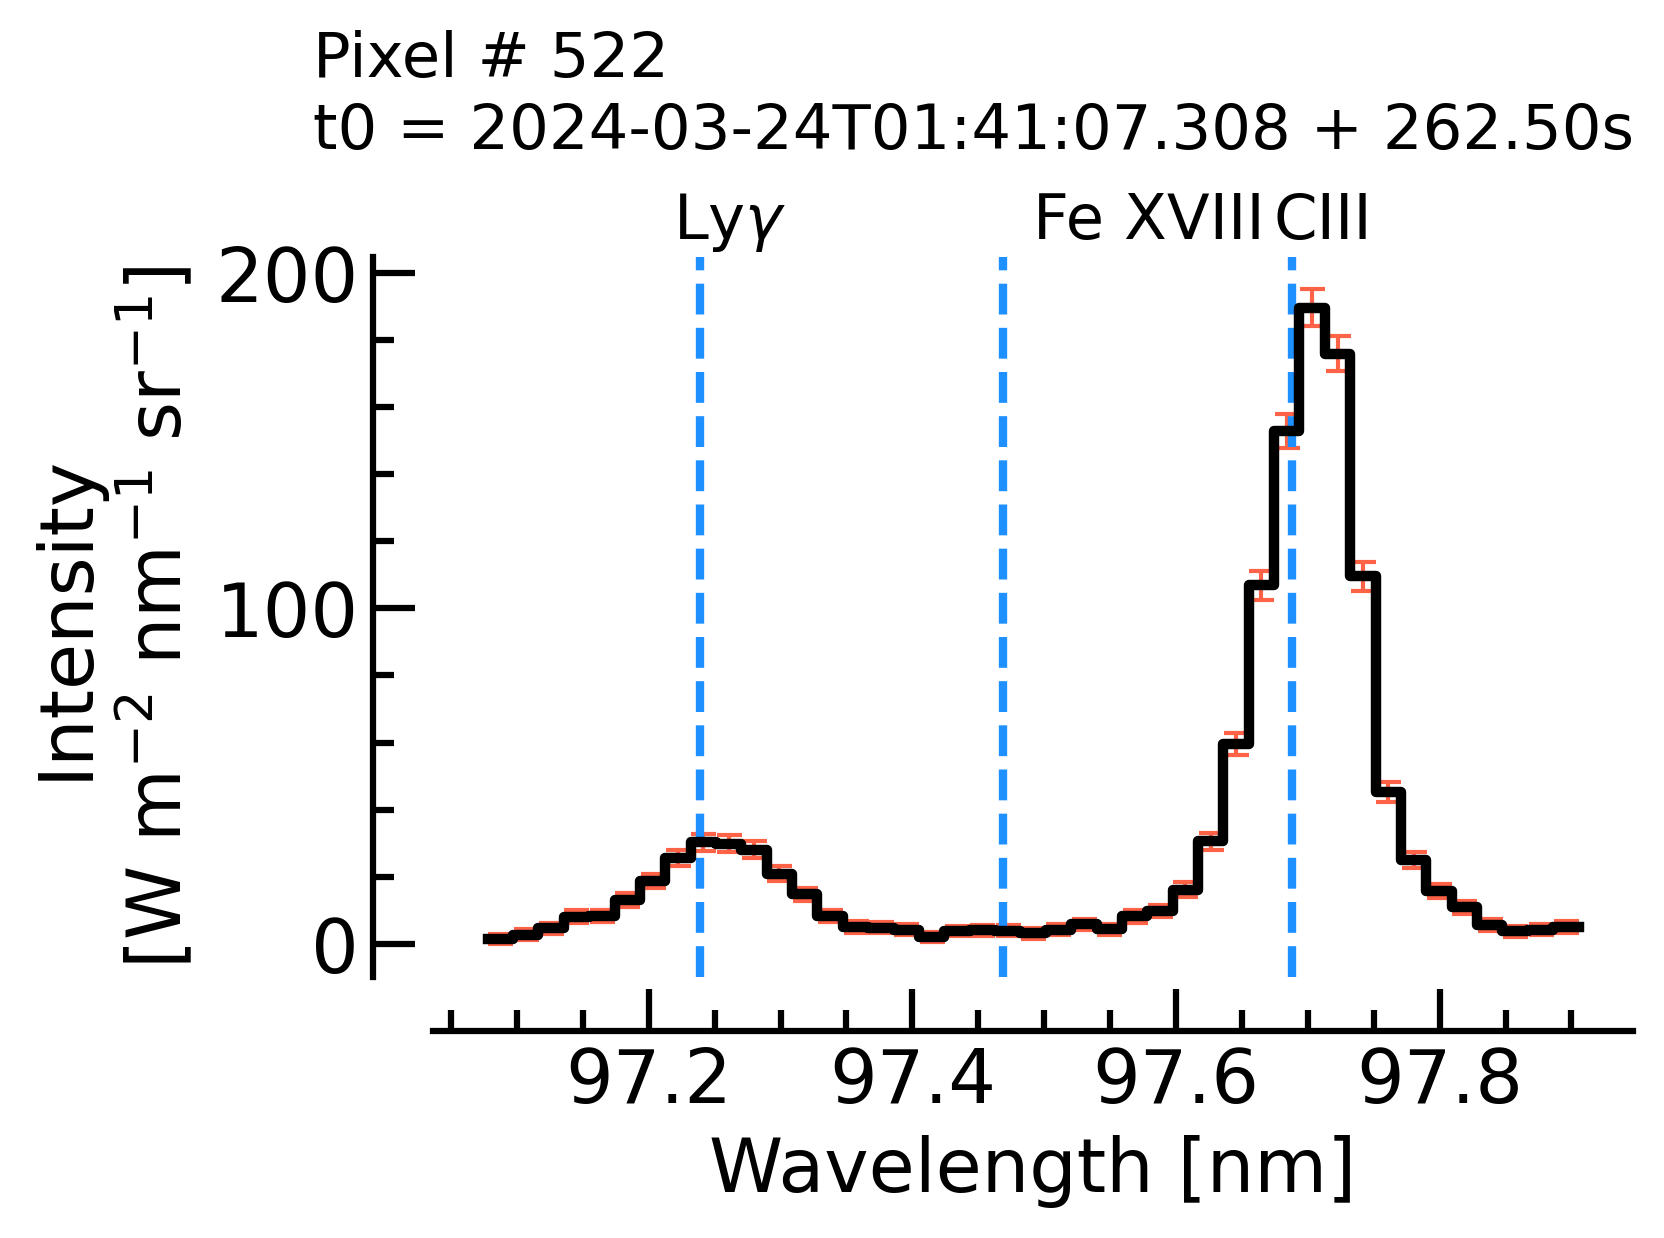 Pixel # 522
t0 = 2024-03-24T01:41:07.308 + 262.50s
Lyγ Fe XVIII CIII
Intensity
[W m⁻² nm⁻¹ sr⁻¹]
200
100
0
97.2 97.4 97.6 97.8
Wavelength [nm]